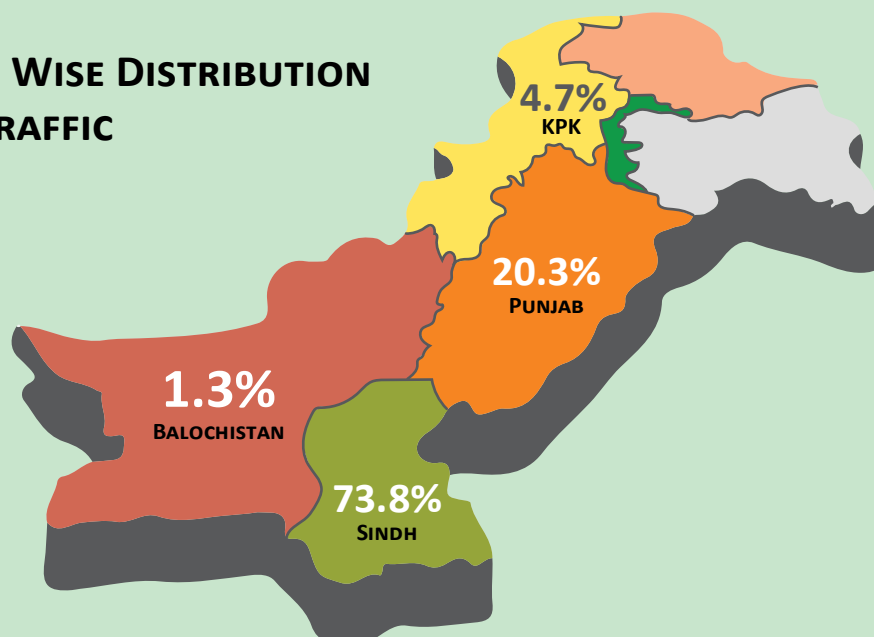 WISE DISTRIBUTION
RAFFIC
4.7%
KPK
20.3%
PUNJAB
1.3%
BALOCHISTAN
73.8%
SINDH